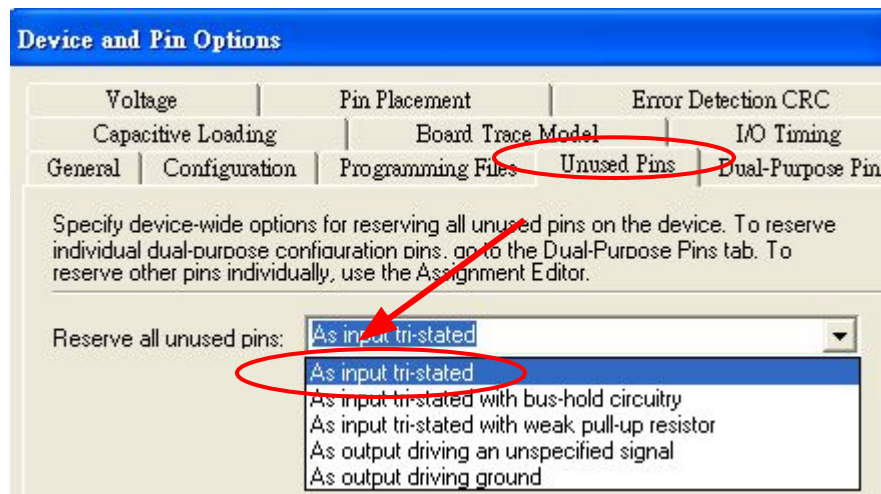 Device and Pin Options
Voltage Pin Placement Error Detection CRC
Capacitive Loading Board Trace Model I/O Timing
General Configuration Programming Files Unused Pins Dual-Purpose Pin
Specify device-wide options for reserving all unused pins on the device. To reserve
individual dual-purpose configuration pins, go to the Dual-Purpose Pins tab. To
reserve other pins individually, use the Assignment Editor.
Reserve all unused pins: As input tri-stated
As input tri-stated
As input tri-stated with bus-hold circuitry
As input tri-stated with weak pull-up resistor
As output driving an unspecified signal
As output driving ground